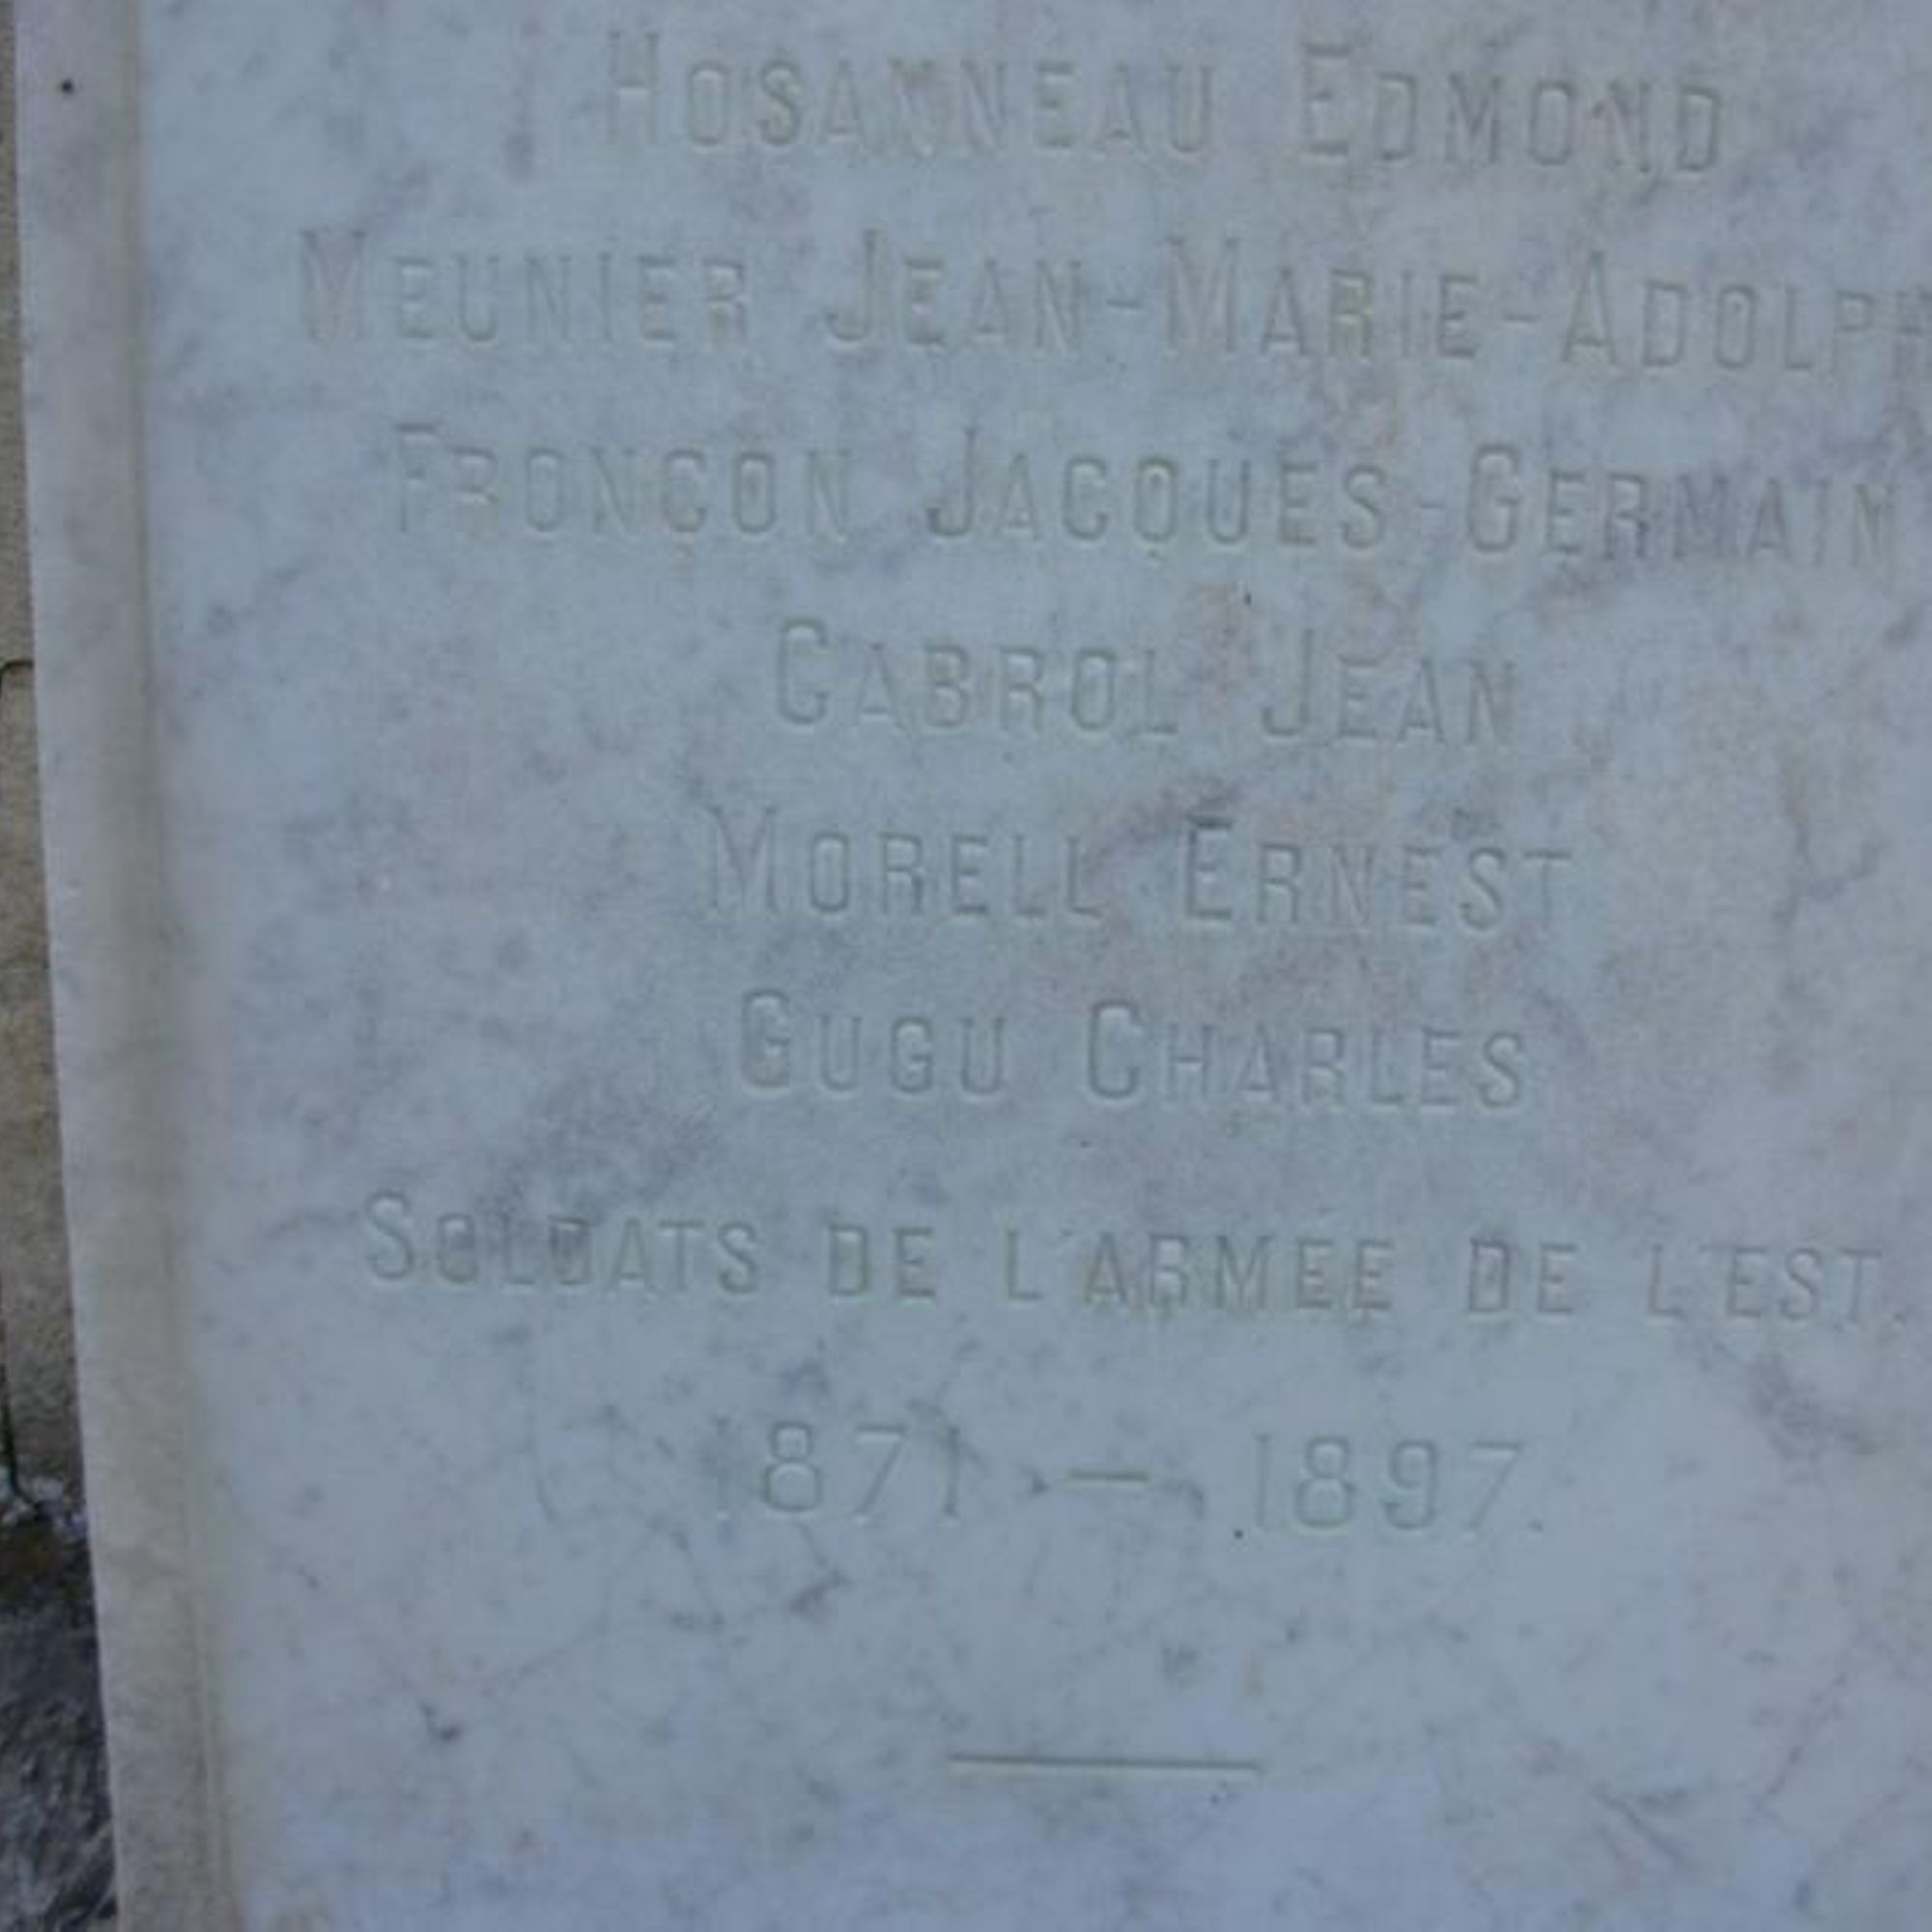 HOSANNEAU EDMOND
MEUNIER JEAN-MARIE-ADOLPH
FRONÇON JACQUES-GERMAIN
CABROL JEAN
MORELL ERNEST
GUGU CHARLES
SOLDATS DE L'ARMÉE DE L'EST.
1871 — 1897.